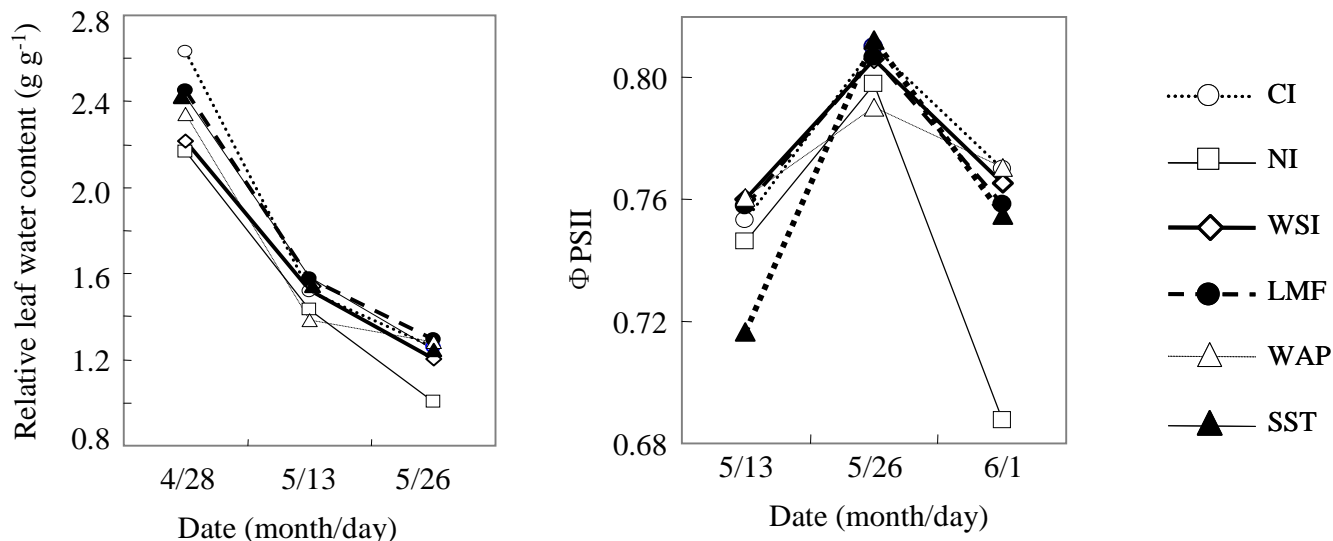 Relative leaf water content (g g-1)
2.8
2.4
2.0
1.6
1.2
0.8
4/28 5/13 5/26
Date (month/day)
ΦPSII
0.80
0.76
0.72
0.68
5/13 5/26 6/1
Date (month/day)
CI
NI
WSI
LMF
WAP
SST